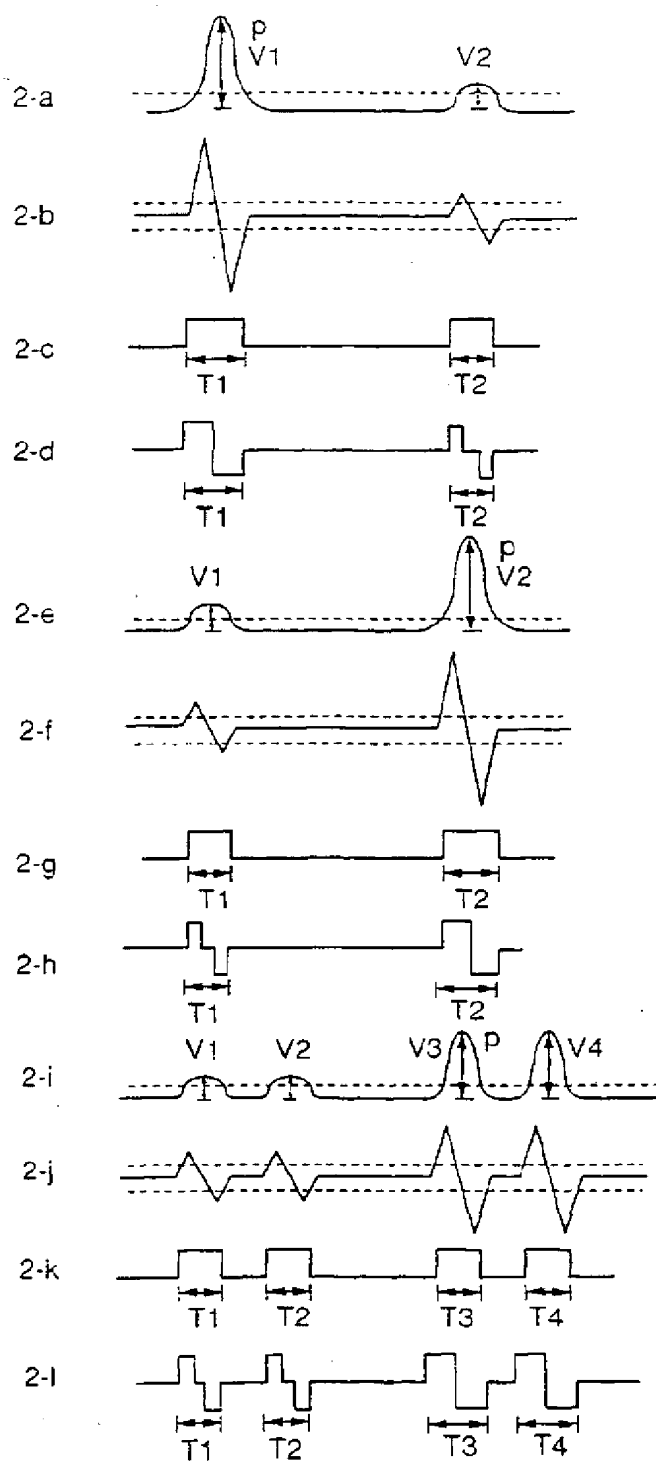 p
V1 V2
2-a
2-b
2-c
T1 T2
2-d
T1 T2
p
V1 V2
2-e
2-f
2-g
T1 T2
2-h
T1 T2
V1 V2 V3 p V4
2-i
2-j
2-k
T1 T2 T3 T4
2-l
T1 T2 T3 T4